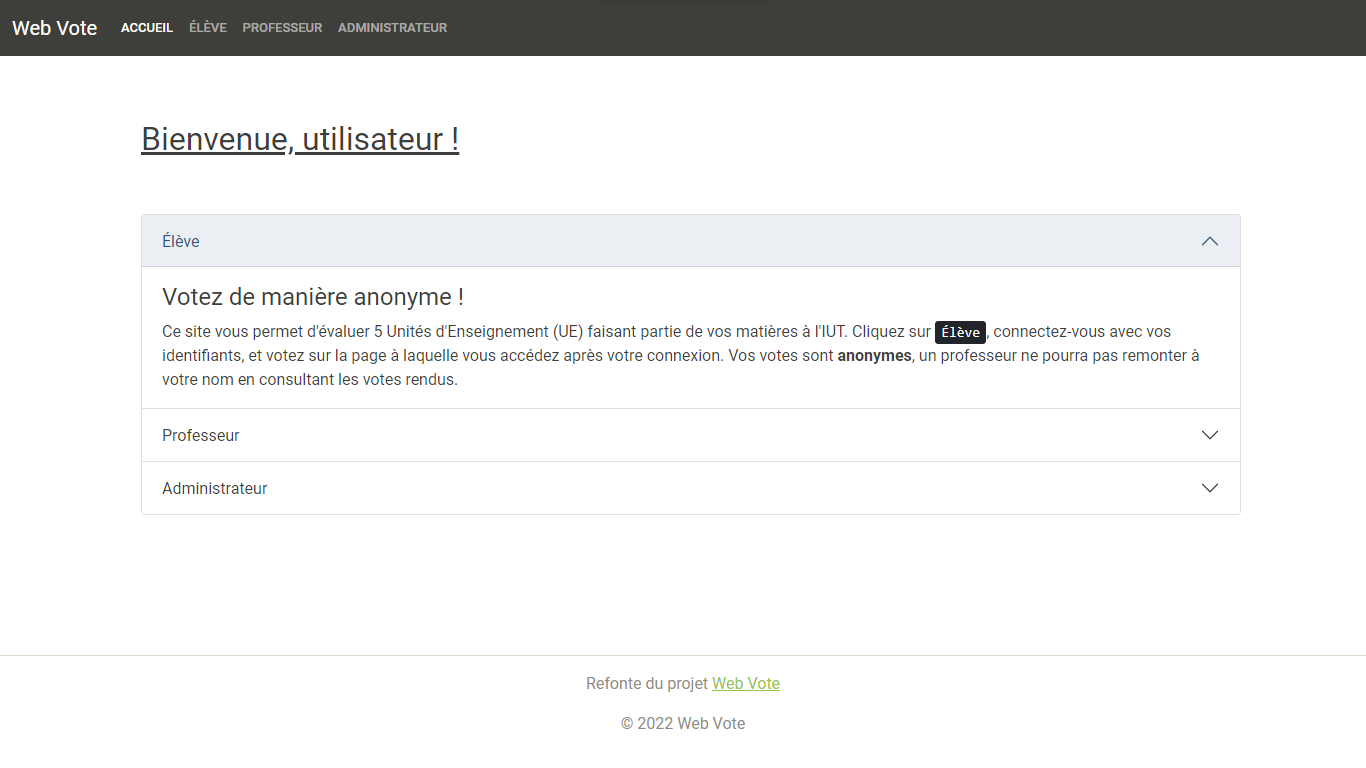 Web Vote ACCUEIL ÉLÈVE PROFESSEUR ADMINISTRATEUR
Bienvenue, utilisateur !
Élève
Votez de manière anonyme !
Ce site vous permet d'évaluer 5 Unités d'Enseignement (UE) faisant partie de vos matières à l'IUT. Cliquez sur Élève, connectez-vous avec vos
identifiants, et votez sur la page à laquelle vous accédez après votre connexion. Vos votes sont anonymes, un professeur ne pourra pas remonter à
votre nom en consultant les votes rendus.
Professeur
Administrateur
Refonte du projet Web Vote
© 2022 Web Vote